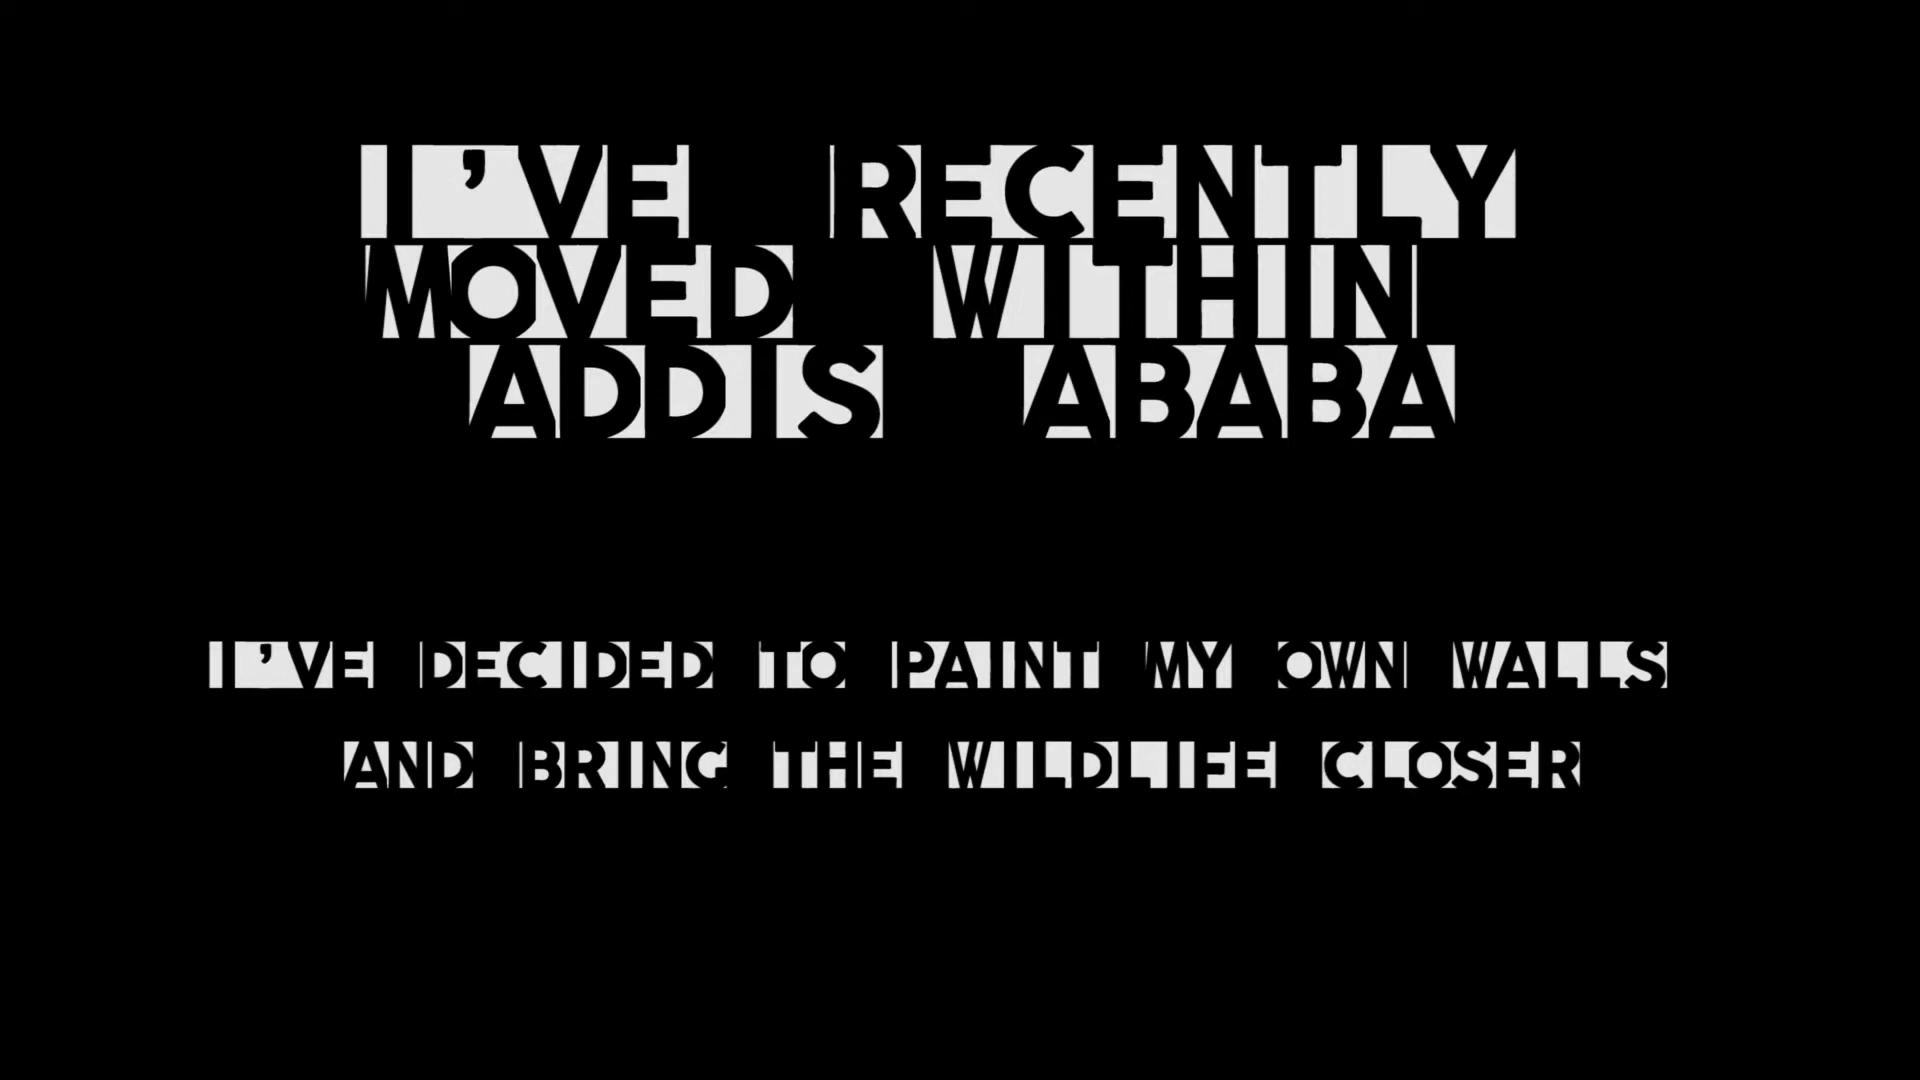 I'VE RECENTLY
MOVED WITHIN
ADDIS ABABA
I'VE DECIDED TO PAINT MY OWN WALLS
AND BRING THE WILDLIFE CLOSER